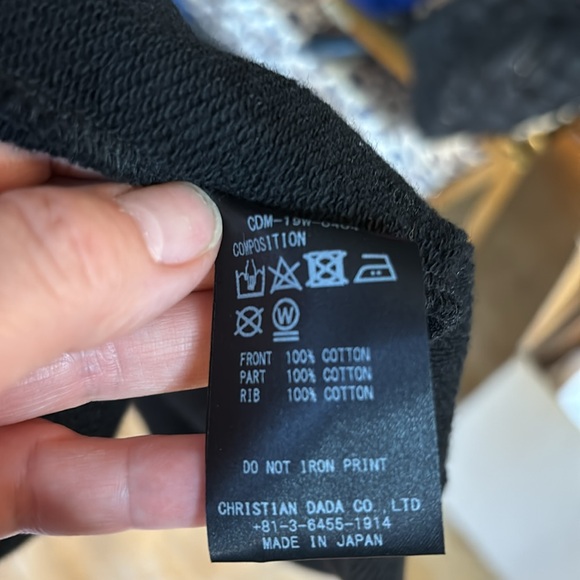 COMPOSITION
W
FRONT 100% COTTON
PART 100% COTTON
RIB 100% COTTON
DO NOT IRON PRINT
CHRISTIAN DADA CO.,LTD
+81-3-6455-1914
MADE IN JAPAN